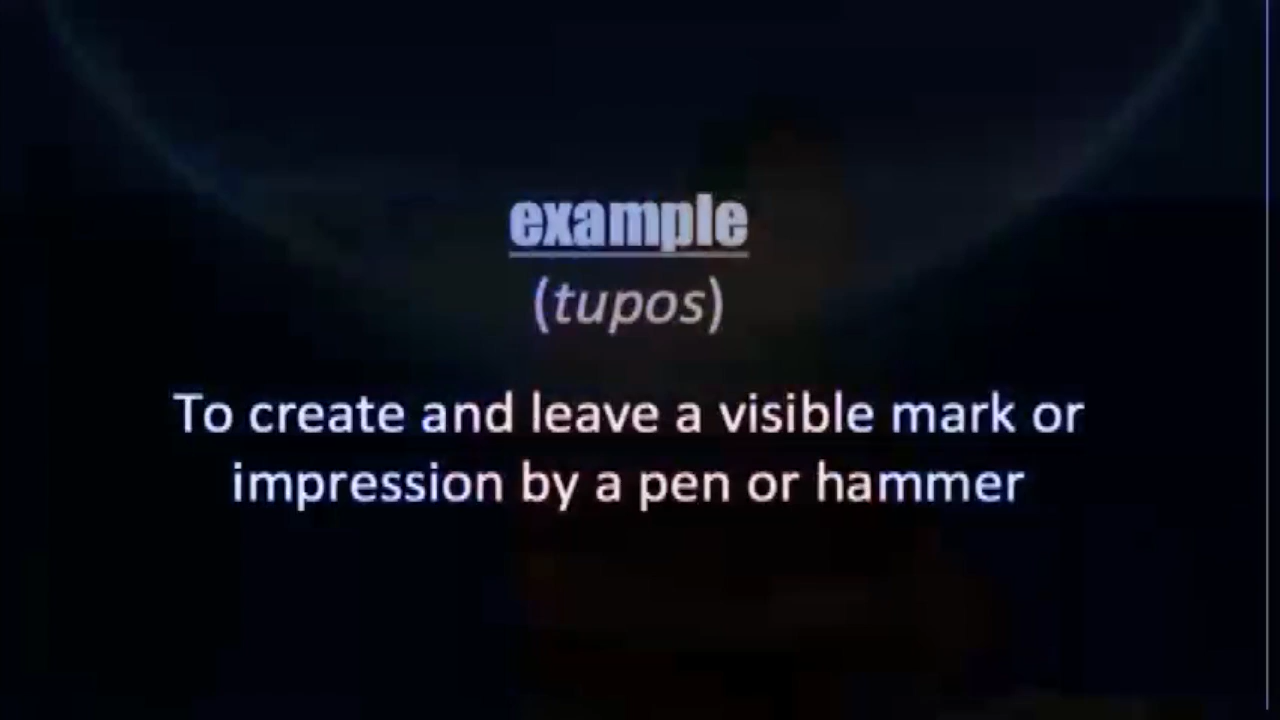 example
(tupos)
To create and leave a visible mark or
impression by a pen or hammer